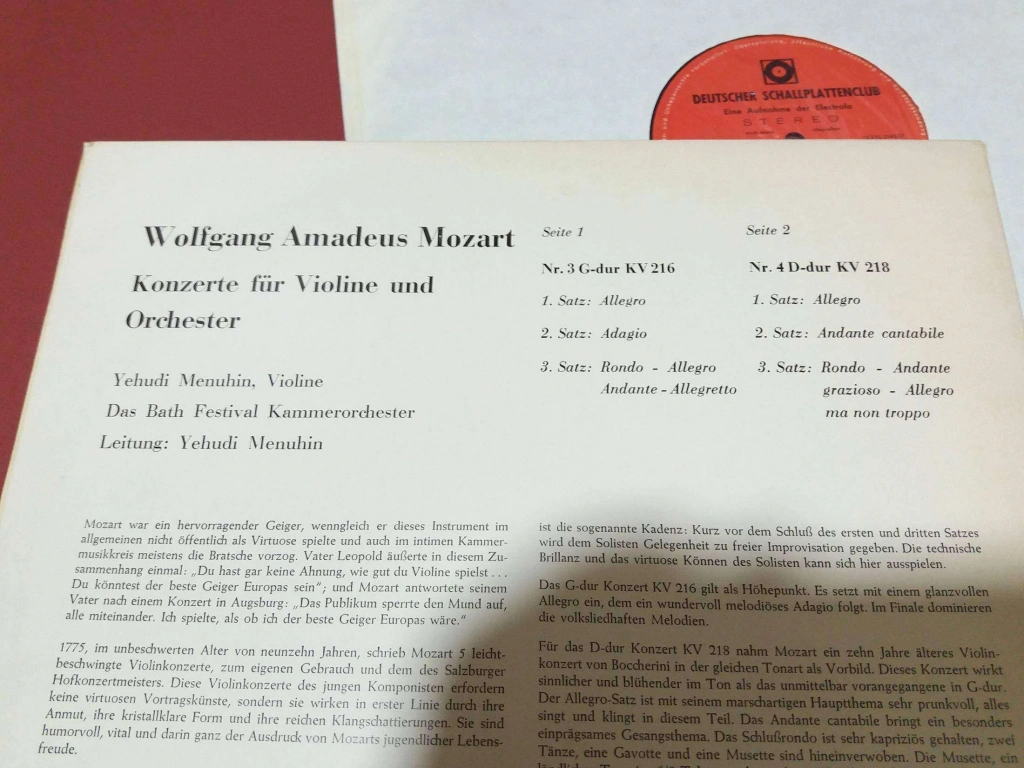 DEUTSCHER SCHALLPLATTENCLUB
Eine Aufnahme der Electrola
STEREO
Wolfgang Amadeus Mozart
Konzerte für Violine und
Orchester
Yehudi Menuhin, Violine
Das Bath Festival Kammerorchester
Leitung: Yehudi Menuhin
Seite 1
Nr. 3 G-dur KV 216
1. Satz: Allegro
2. Satz: Adagio
3. Satz: Rondo - Allegro
Andante - Allegretto
Seite 2
Nr. 4 D-dur KV 218
1. Satz: Allegro
2. Satz: Andante cantabile
3. Satz: Rondo - Andante
grazioso - Allegro
ma non troppo
Mozart war ein hervorragender Geiger, wenngleich er dieses Instrument im
allgemeinen nicht öffentlich als Virtuose spielte und auch im intimen Kammer-
musikkreis meistens die Bratsche vorzog. Vater Leopold äußerte in diesem Zu-
sammenhang einmal: „Du hast gar keine Ahnung, wie gut du Violine spielst . . .
Du könntest der beste Geiger Europas sein“; und Mozart antwortete seinem
Vater nach einem Konzert in Augsburg: „Das Publikum sperrte den Mund auf,
alle miteinander. Ich spielte, als ob ich der beste Geiger Europas wäre.“
1775, im unbeschwerten Alter von neunzehn Jahren, schrieb Mozart 5 leicht-
beschwingte Violinkonzerte, zum eigenen Gebrauch und dem des Salzburger
Hofkonzertmeisters. Diese Violinkonzerte des jungen Komponisten erfordern
keine virtuosen Vortragskünste, sondern sie wirken in erster Linie durch ihre
Anmut, ihre kristallklare Form und ihre reichen Klangschattierungen. Sie sind
humorvoll, vital und darin ganz der Ausdruck von Mozarts jugendlicher Lebens-
freude.
ist die sogenannte Kadenz: Kurz vor dem Schluß des ersten und dritten Satzes
wird dem Solisten Gelegenheit zu freier Improvisation gegeben. Die technische
Brillanz und das virtuose Können des Solisten kann sich hier ausspielen.
Das G-dur Konzert KV 216 gilt als Höhepunkt. Es setzt mit einem glanzvollen
Allegro ein, dem ein wundervoll melodiöses Adagio folgt. Im Finale dominieren
die volksliedhaften Melodien.
Für das D-dur Konzert KV 218 nahm Mozart ein zehn Jahre älteres Violin-
konzert von Boccherini in der gleichen Tonart als Vorbild. Dieses Konzert wirkt
sinnlicher und blühender im Ton als das unmittelbar vorangegangene in G-dur.
Der Allegro-Satz ist mit seinem marschartigen Hauptthema sehr prunkvoll, alles
singt und klingt in diesem Teil. Das Andante cantabile bringt ein besonders
einprägsames Gesangsthema. Das Schlußrondo ist sehr kapriziös gehalten, zwei
Tänze, eine Gavotte und eine Musette sind hineinverwoben. Die Musette, ein